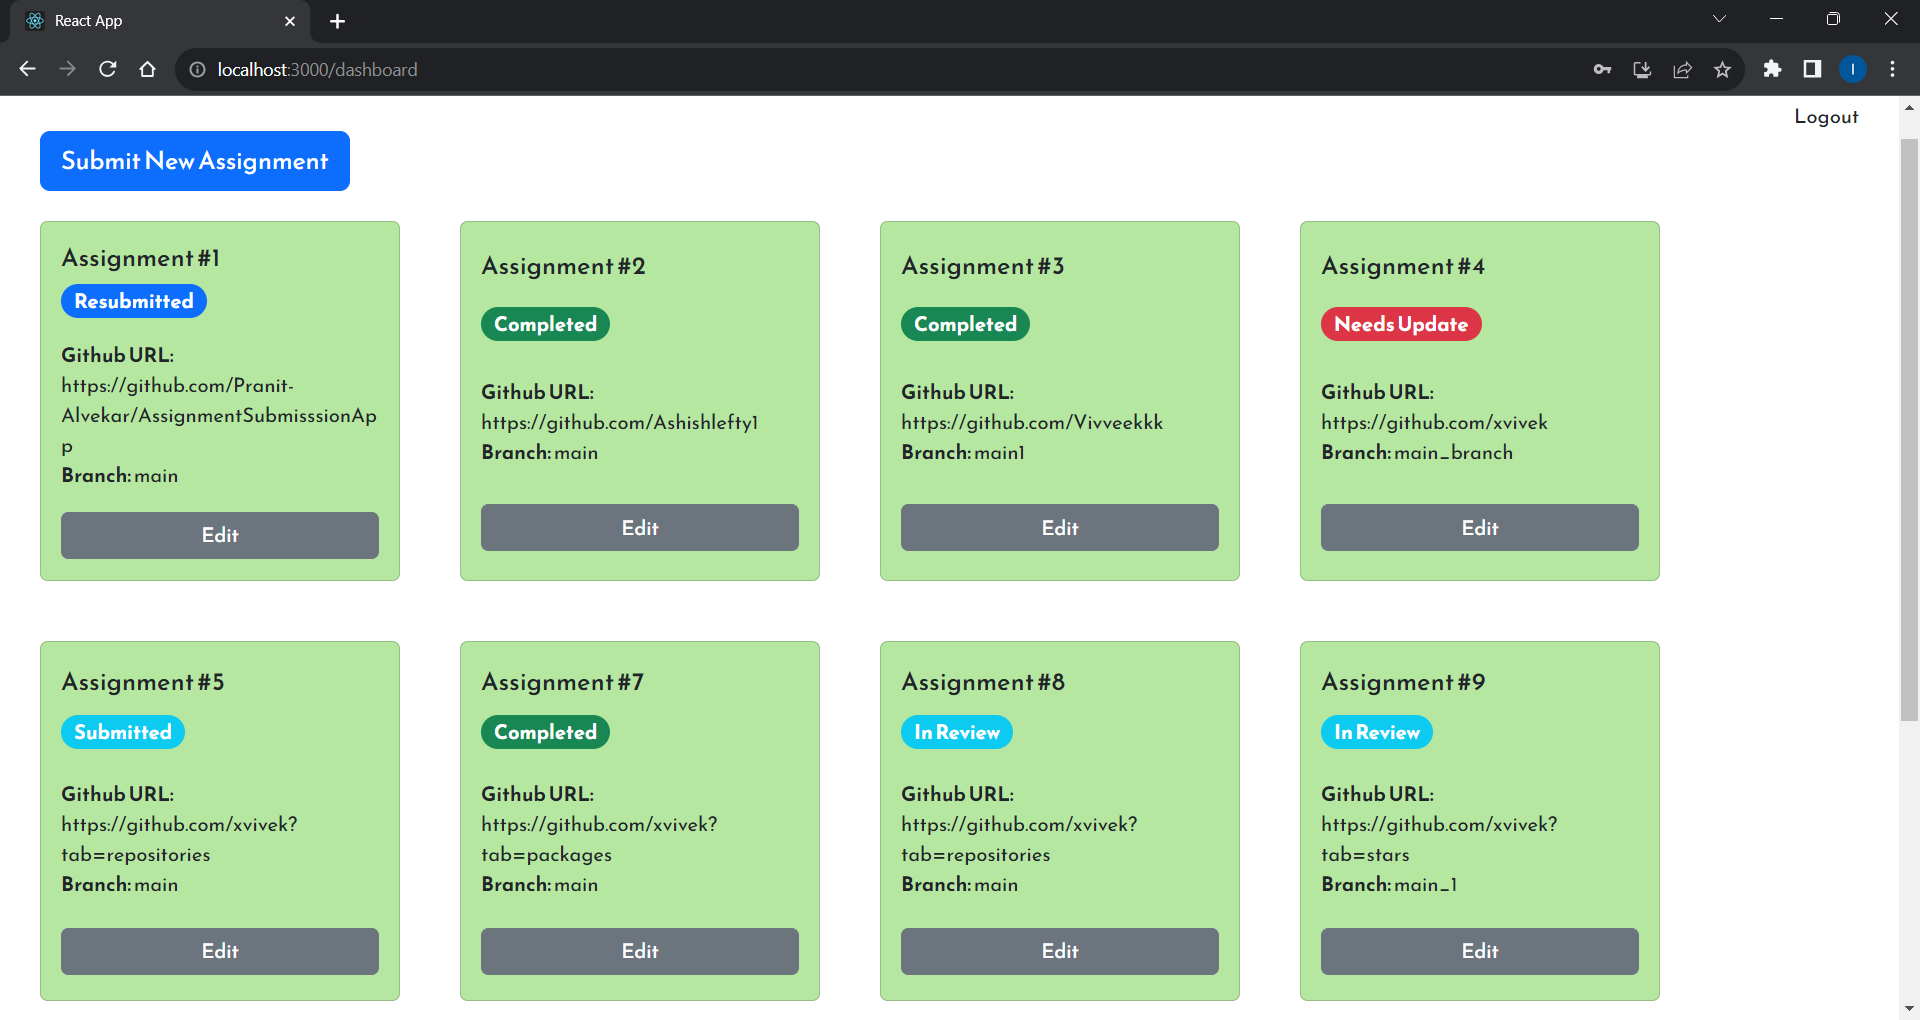 React App
localhost:3000/dashboard
I
Logout
Submit New Assignment
Assignment #1
Resubmitted
Github URL:
https://github.com/Pranit-
Alvekar/AssignmentSubmisssionAp
p
Branch: main
Edit
Assignment #2
Completed
Github URL:
https://github.com/Ashishlefty1
Branch: main
Edit
Assignment #3
Completed
Github URL:
https://github.com/Vivveekkk
Branch: main1
Edit
Assignment #4
Needs Update
Github URL:
https://github.com/xvivek
Branch: main_branch
Edit
Assignment #5
Submitted
Github URL:
https://github.com/xvivek?
tab=repositories
Branch: main
Edit
Assignment #7
Completed
Github URL:
https://github.com/xvivek?
tab=packages
Branch: main
Edit
Assignment #8
In Review
Github URL:
https://github.com/xvivek?
tab=repositories
Branch: main
Edit
Assignment #9
In Review
Github URL:
https://github.com/xvivek?
tab=stars
Branch: main_1
Edit